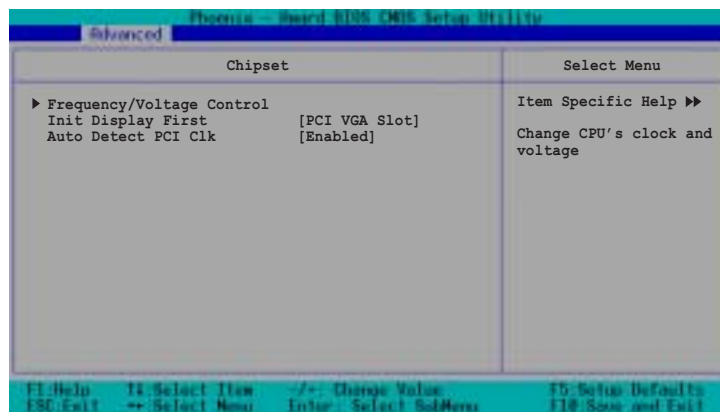 Phoenix - Award BIOS CMOS Setup Utility
Advanced
Chipset
Select Menu
Frequency/Voltage Control
Init Display First [PCI VGA Slot]
Auto Detect PCI Clk [Enabled]
Item Specific Help ▶▶
Change CPU's clock and
voltage
F1:Help ↑↓ Select Item -/+: Change Value F5:Setup Defaults
ESC:Exit ↔ Select Menu Enter: Select SubMenu F10 Save and Exit